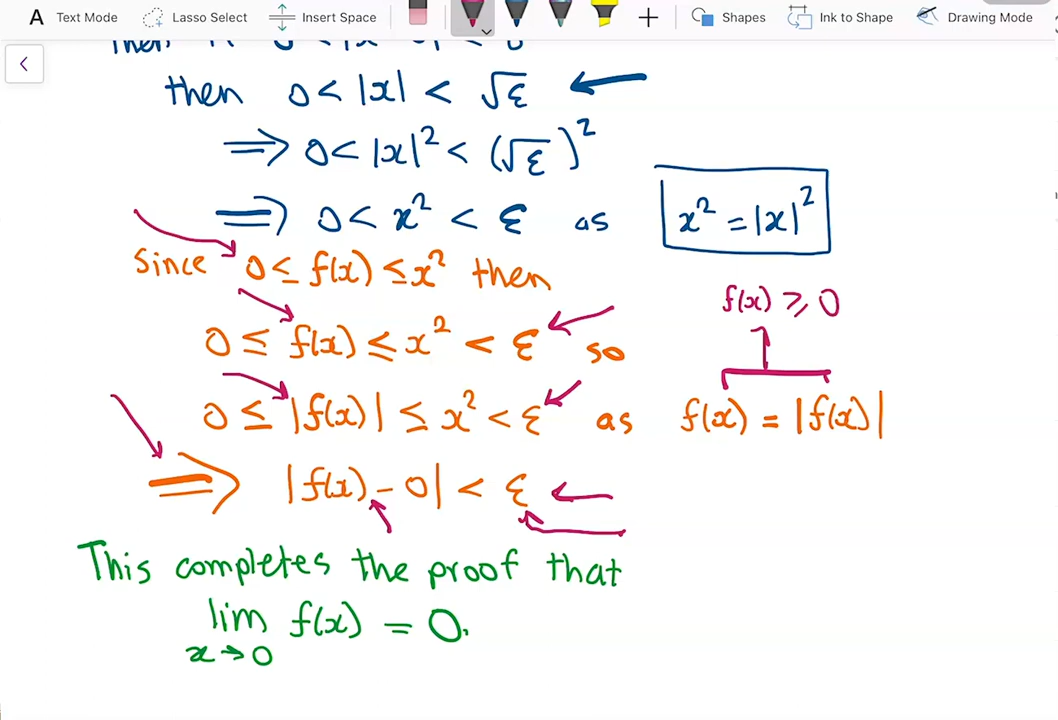 A Text Mode Lasso Select Insert Space Shapes Ink to Shape Drawing Mode
then 0 < |x| < √ε
⟹ 0 < |x|² < (√ε)²
⟹ 0 < x² < ε as x² = |x|²
Since 0 ≤ f(x) ≤ x² then
f(x) ⩾ 0
0 ≤ f(x) ≤ x² < ε so
0 ≤ |f(x)| ≤ x² < ε as f(x) = |f(x)|
⟹ |f(x) - 0| < ε
This completes the proof that
lim f(x) = 0.
x → 0